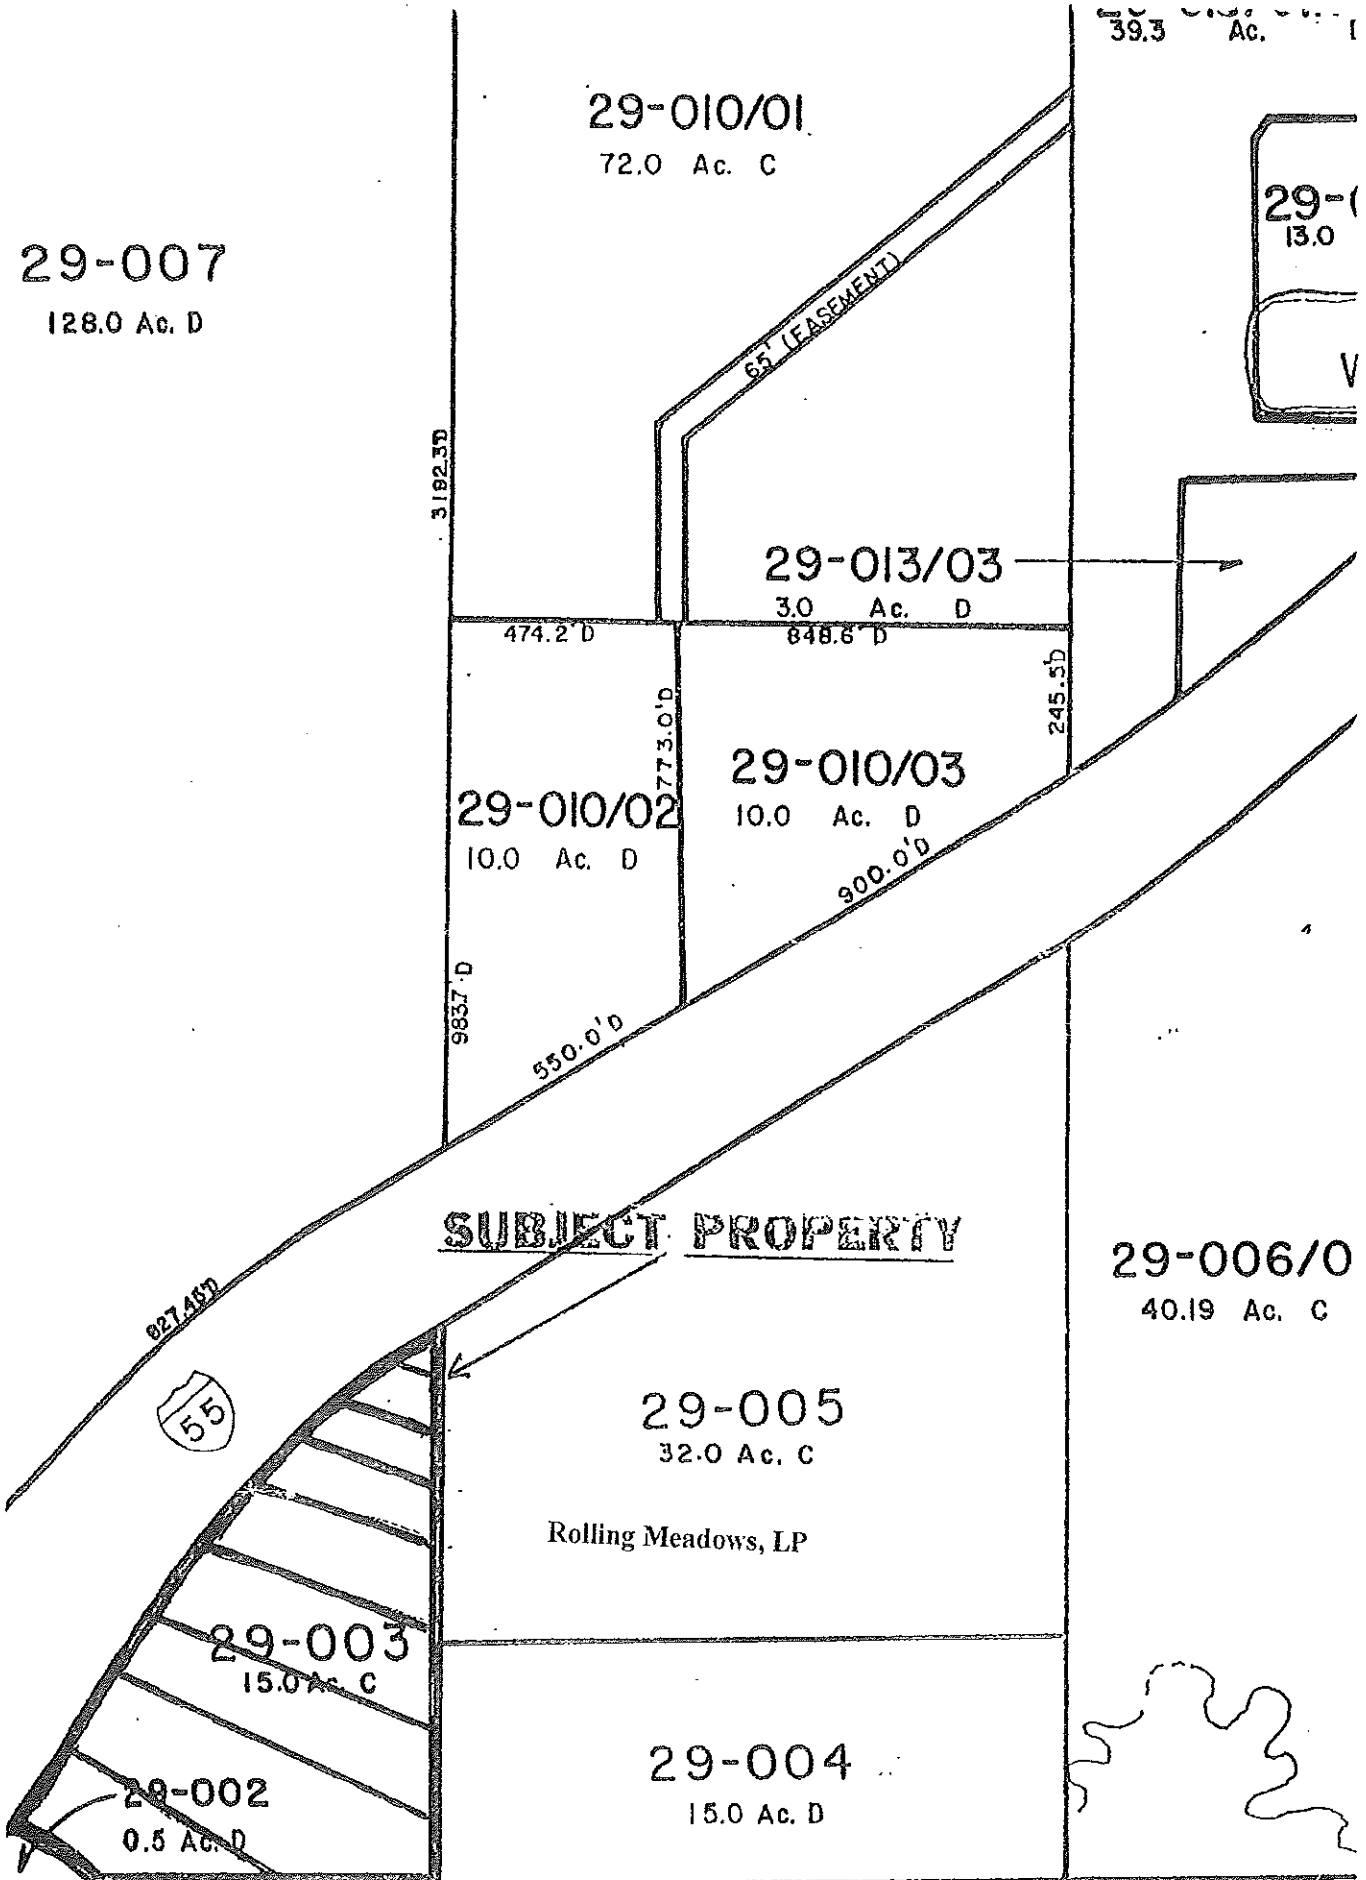 39.3 Ac.
29-010/01
72.0 Ac. C
29-007
128.0 Ac. D
13.0
65' (EASEMENT)
3192.3'D
29-013/03
3.0 Ac. D
474.2'D
848.6'D
245.5'D
773.0'D
29-010/03
10.0 Ac. D
29-010/02
10.0 Ac. D
900.0'D
983.7'D
550.0'D
SUBJECT PROPERTY
29-006/0
40.19 Ac. C
55
29-005
32.0 Ac. C
Rolling Meadows, LP
29-003
15.0 Ac. C
29-004
15.0 Ac. D
29-002
0.5 Ac. D